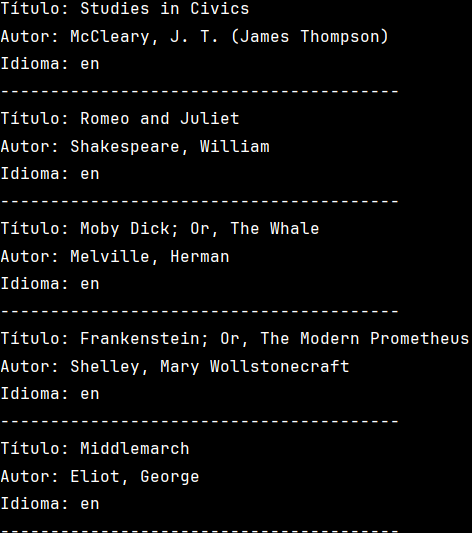 Título: Studies in Civics
Autor: McCleary, J. T. (James Thompson)
Idioma: en
----------------------------------------
Título: Romeo and Juliet
Autor: Shakespeare, William
Idioma: en
----------------------------------------
Título: Moby Dick; Or, The Whale
Autor: Melville, Herman
Idioma: en
----------------------------------------
Título: Frankenstein; Or, The Modern Prometheus
Autor: Shelley, Mary Wollstonecraft
Idioma: en
----------------------------------------
Título: Middlemarch
Autor: Eliot, George
Idioma: en
----------------------------------------